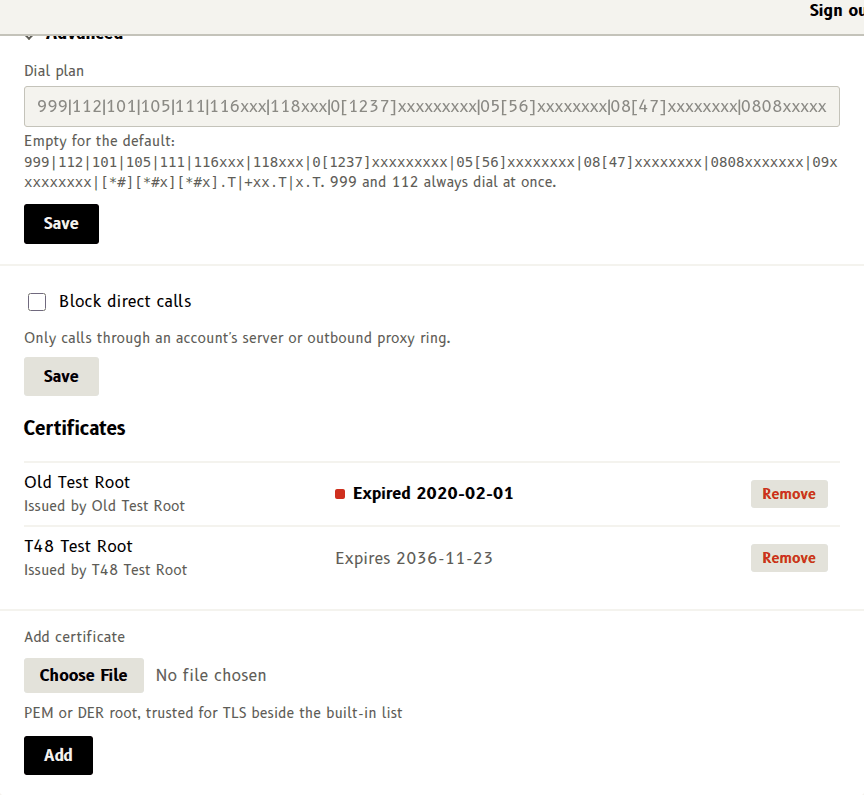 Sign ou
Advanced
Dial plan
999|112|101|105|111|116xxx|118xxx|0[1237]xxxxxxxxx|05[56]xxxxxxxx|08[47]xxxxxxxx|0808xxxxx
Empty for the default:
999|112|101|105|111|116xxx|118xxx|0[1237]xxxxxxxxx|05[56]xxxxxxxx|08[47]xxxxxxxx|0808xxxxxxx|09x
xxxxxxxx|[*#][*#x][*#x].T|+xx.T|x.T. 999 and 112 always dial at once.
Save
Block direct calls
Only calls through an account's server or outbound proxy ring.
Save
Certificates
Old Test Root
Issued by Old Test Root
Expired 2020-02-01
Remove
T48 Test Root
Issued by T48 Test Root
Expires 2036-11-23
Remove
Add certificate
Choose File No file chosen
PEM or DER root, trusted for TLS beside the built-in list
Add